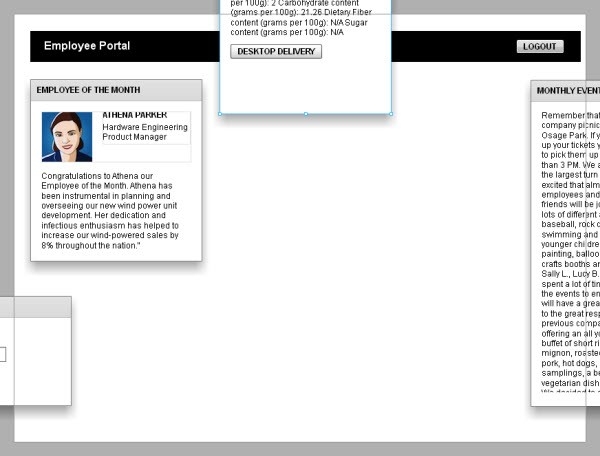 per 100g): 2 Carbohydrate content
(grams per 100g): 21.26 Dietary Fiber
content (grams per 100g): N/A Sugar
content (grams per 100g): N/A
DESKTOP DELIVERY
Employee Portal
LOGOUT
EMPLOYEE OF THE MONTH
ATHENA PARKER
Hardware Engineering
Product Manager
Congratulations to Athena our
Employee of the Month. Athena has
been instrumental in planning and
overseeing our new wind power unit
development. Her dedication and
infectious enthusiasm has helped to
increase our wind-powered sales by
8% throughout the nation."
MONTHLY EVENT
Remember that
company picnic
Osage Park. If y
up your tickets y
to pick them up
than 3 PM. We a
the largest turn
excited that alm
employees and
friends will be jo
lots of different a
baseball, rock c
swimming and
younger childre
painting, balloo
crafts booths ar
Sally L., Lucy B.
spent a lot of tin
the events to en
will have a grea
to the great resp
previous compa
offering an all yo
buffet of short ri
mignon, roaste
pork, hot dogs,
samplings, a be
vegetarian dish